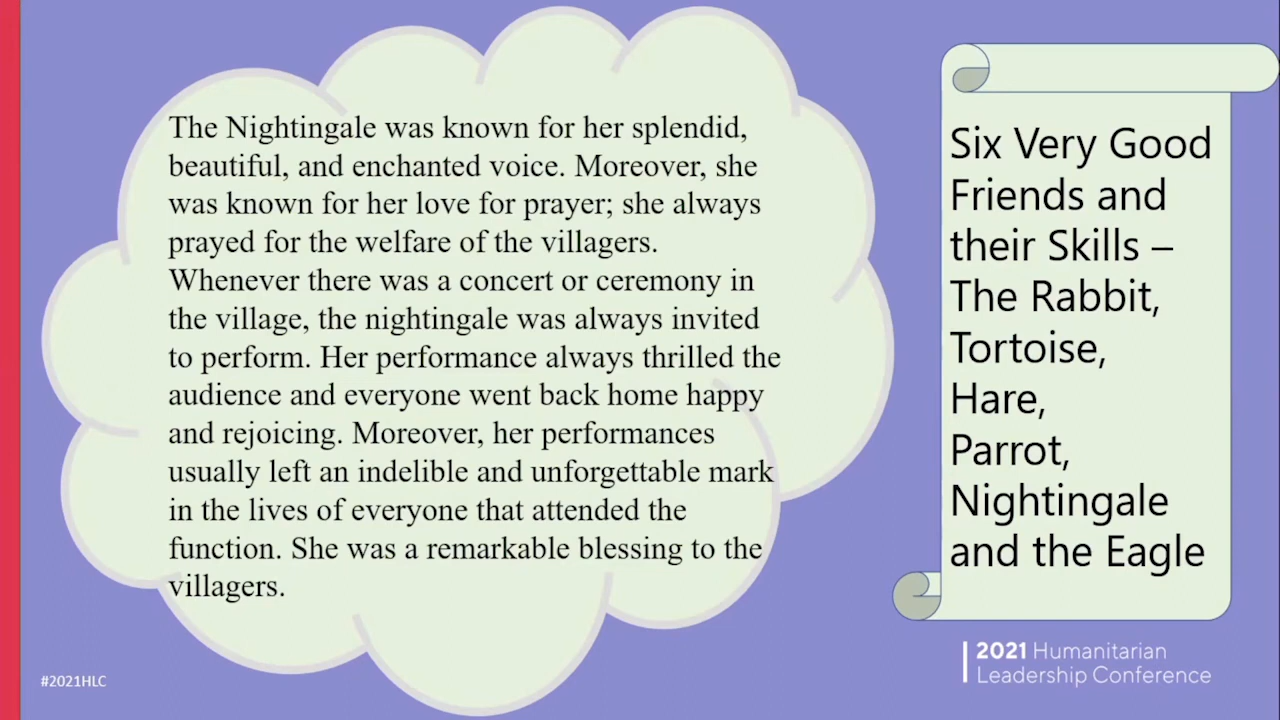 The Nightingale was known for her splendid,
beautiful, and enchanted voice. Moreover, she
was known for her love for prayer; she always
prayed for the welfare of the villagers.
Whenever there was a concert or ceremony in
the village, the nightingale was always invited
to perform. Her performance always thrilled the
audience and everyone went back home happy
and rejoicing. Moreover, her performances
usually left an indelible and unforgettable mark
in the lives of everyone that attended the
function. She was a remarkable blessing to the
villagers.
Six Very Good
Friends and
their Skills –
The Rabbit,
Tortoise,
Hare,
Parrot,
Nightingale
and the Eagle
#2021HLC
2021 Humanitarian
Leadership Conference